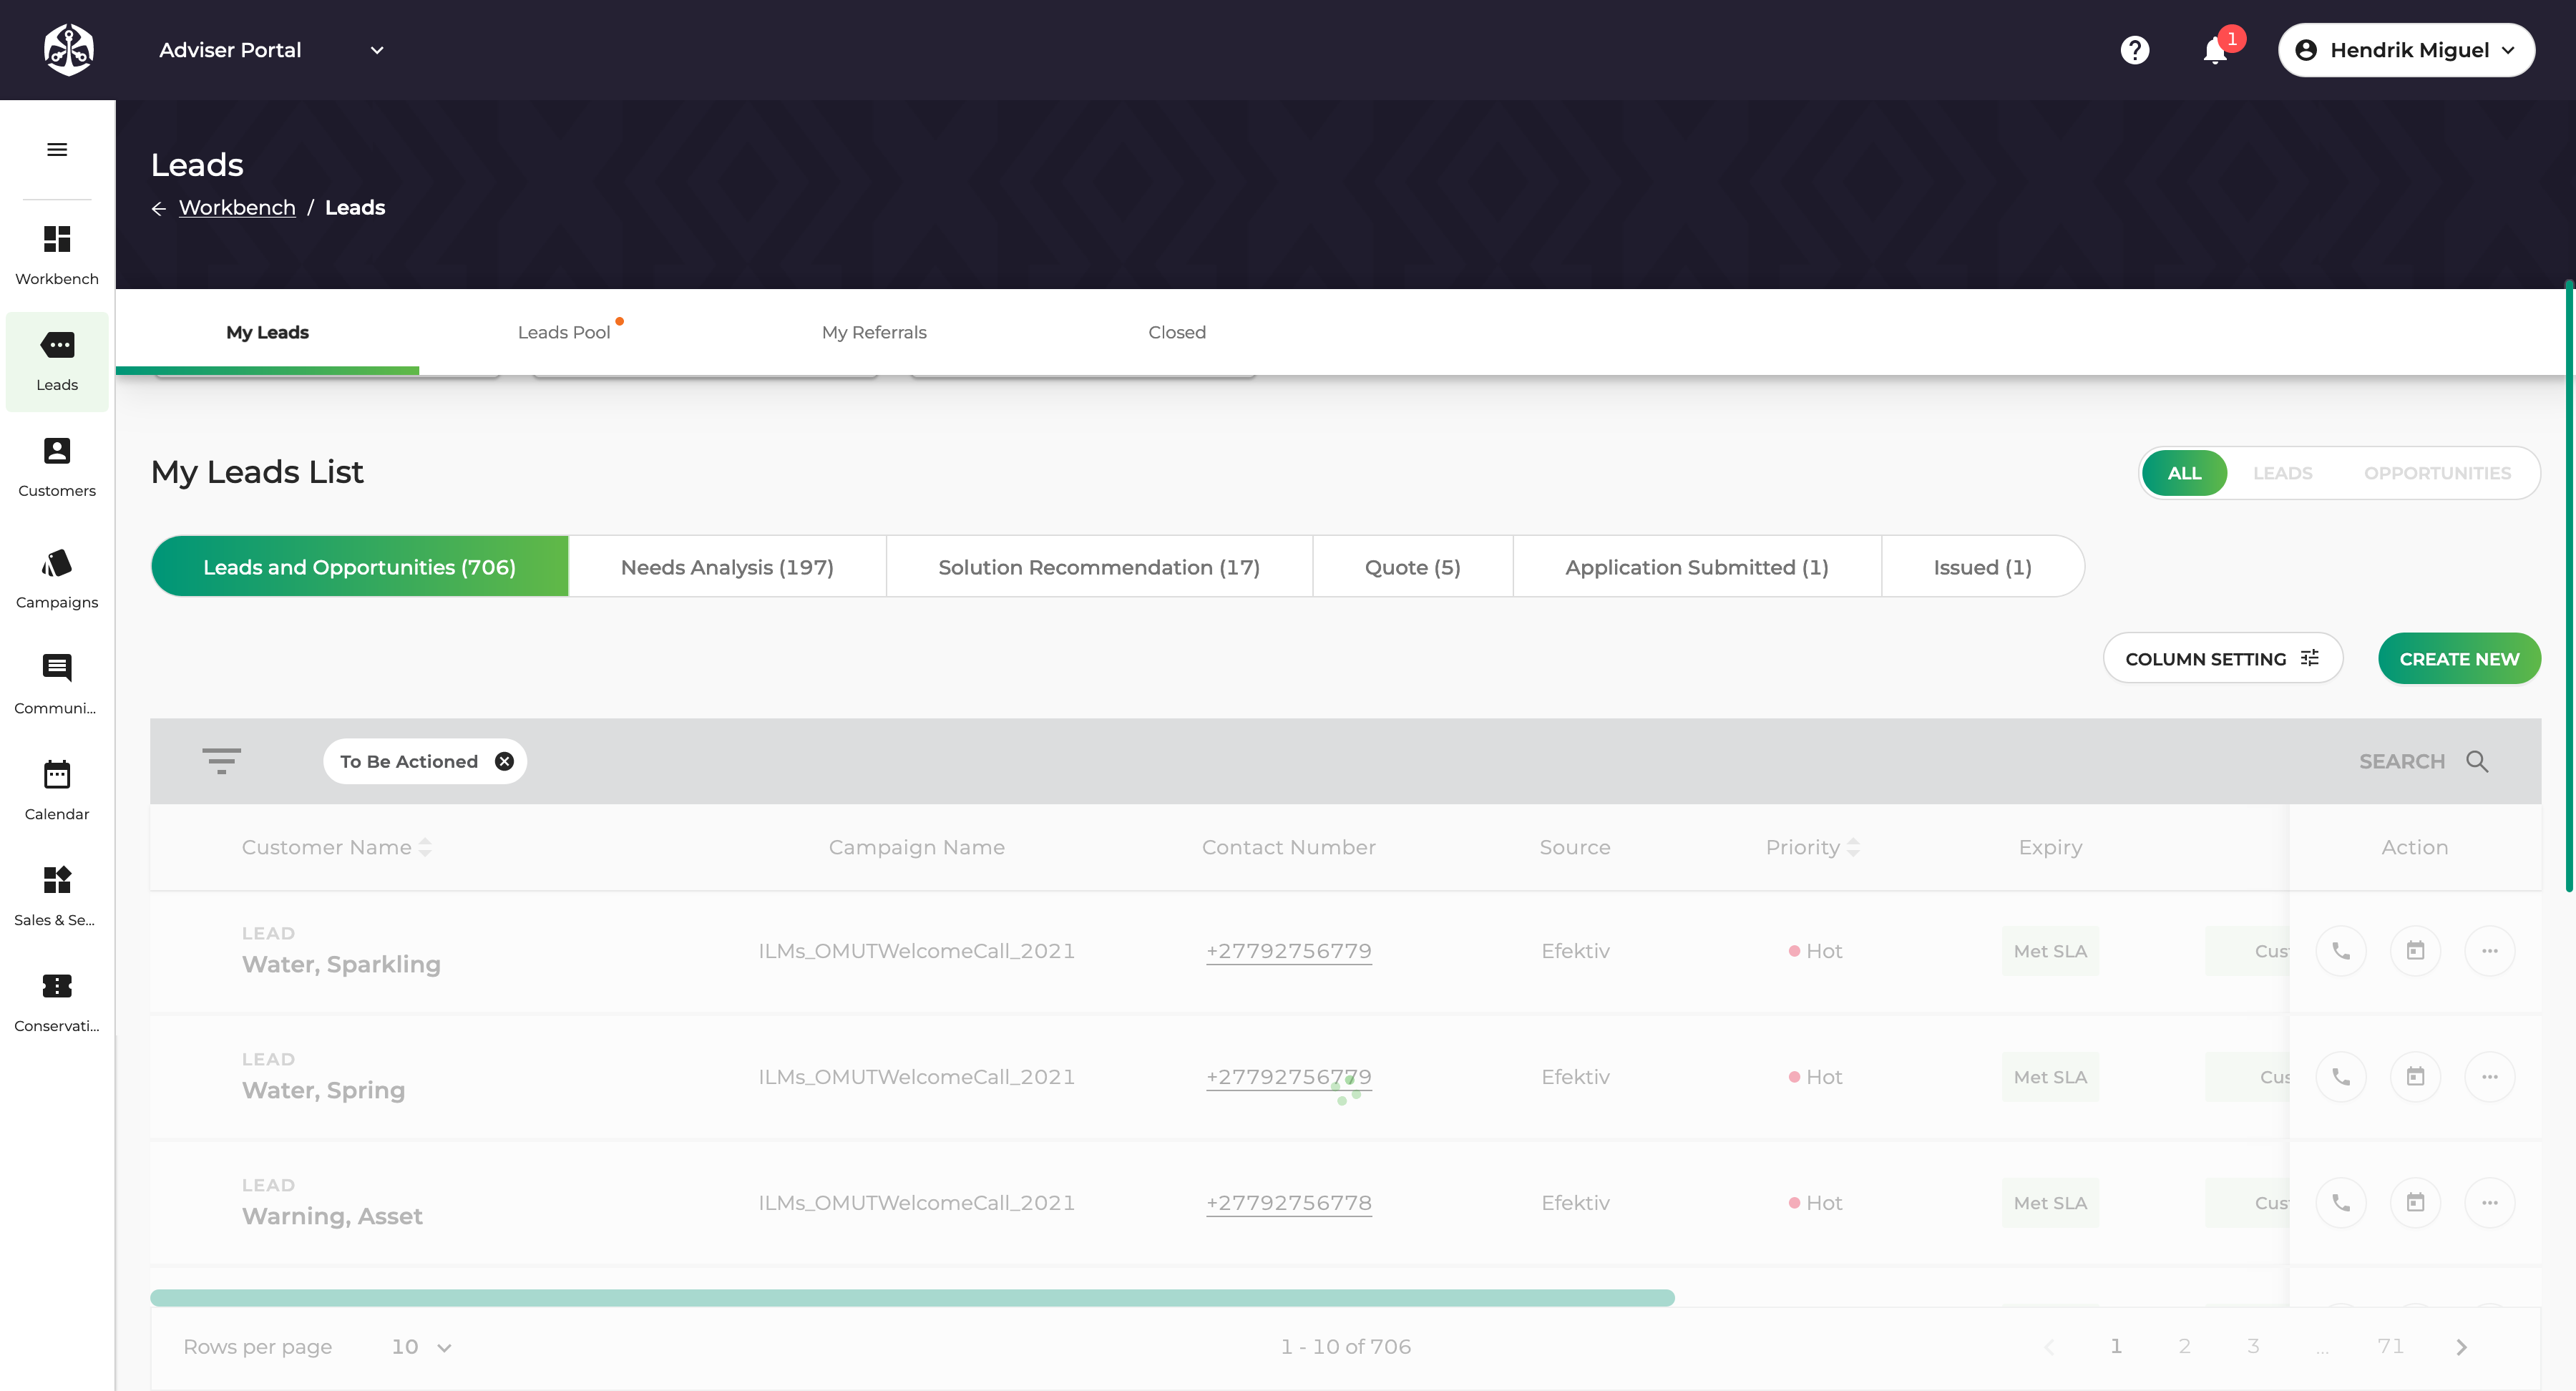 Adviser Portal
1
Hendrik Miguel
Leads
Workbench / Leads
Workbench
Leads
Customers
Campaigns
Communi...
Calendar
Sales & Se...
Conservati...
My Leads
Leads Pool
My Referrals
Closed
My Leads List
ALL
LEADS
OPPORTUNITIES
Leads and Opportunities (706)
Needs Analysis (197)
Solution Recommendation (17)
Quote (5)
Application Submitted (1)
Issued (1)
COLUMN SETTING
CREATE NEW
To Be Actioned
SEARCH
Customer Name
Campaign Name
Contact Number
Source
Priority
Expiry
Action
LEAD
Water, Sparkling
ILMs_OMUTWelcomeCall_2021
+27792756779
Efektiv
Hot
Met SLA
Cus
LEAD
Water, Spring
ILMs_OMUTWelcomeCall_2021
+27792756779
Efektiv
Hot
Met SLA
Cus
LEAD
Warning, Asset
ILMs_OMUTWelcomeCall_2021
+27792756778
Efektiv
Hot
Met SLA
Cus
Rows per page
10
1 - 10 of 706
1
2
3
...
71